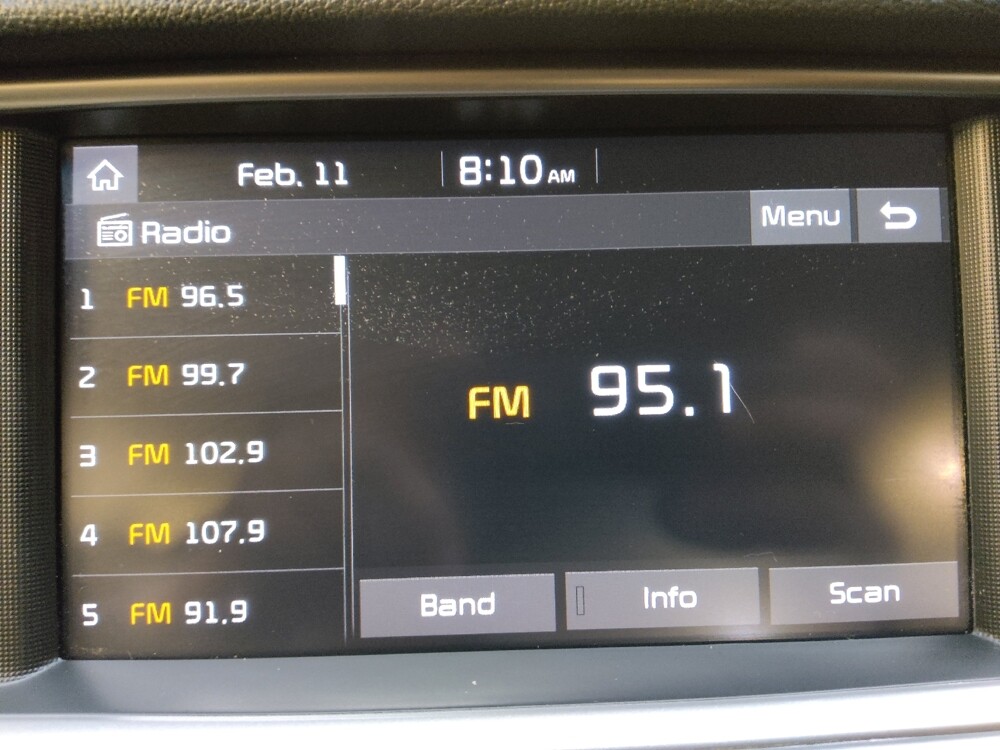 Feb. 11 8:10 AM
Radio
Menu
1 FM 96.5
2 FM 99.7
3 FM 102.9
4 FM 107.9
5 FM 91.9
FM 95.1
Band Info Scan